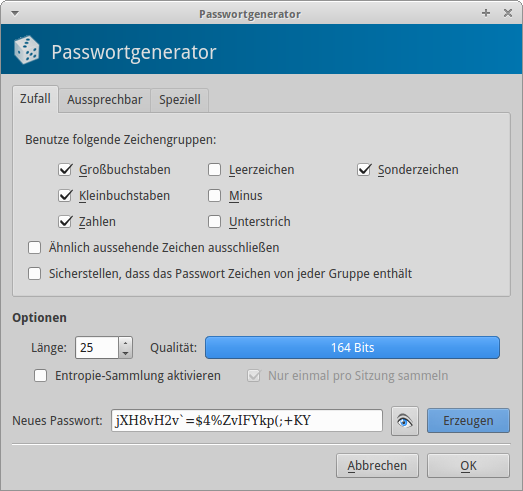 Passwortgenerator
Passwortgenerator
Zufall Aussprechbar Speziell
Benutze folgende Zeichengruppen:
Großbuchstaben Leerzeichen Sonderzeichen
Kleinbuchstaben Minus
Zahlen Unterstrich
Ähnlich aussehende Zeichen ausschließen
Sicherstellen, dass das Passwort Zeichen von jeder Gruppe enthält
Optionen
Länge: 25 Qualität: 164 Bits
Entropie-Sammlung aktivieren Nur einmal pro Sitzung sammeln
Neues Passwort: jXH8vH2v`=$4%ZvIFYkp(;+KY Erzeugen
Abbrechen OK